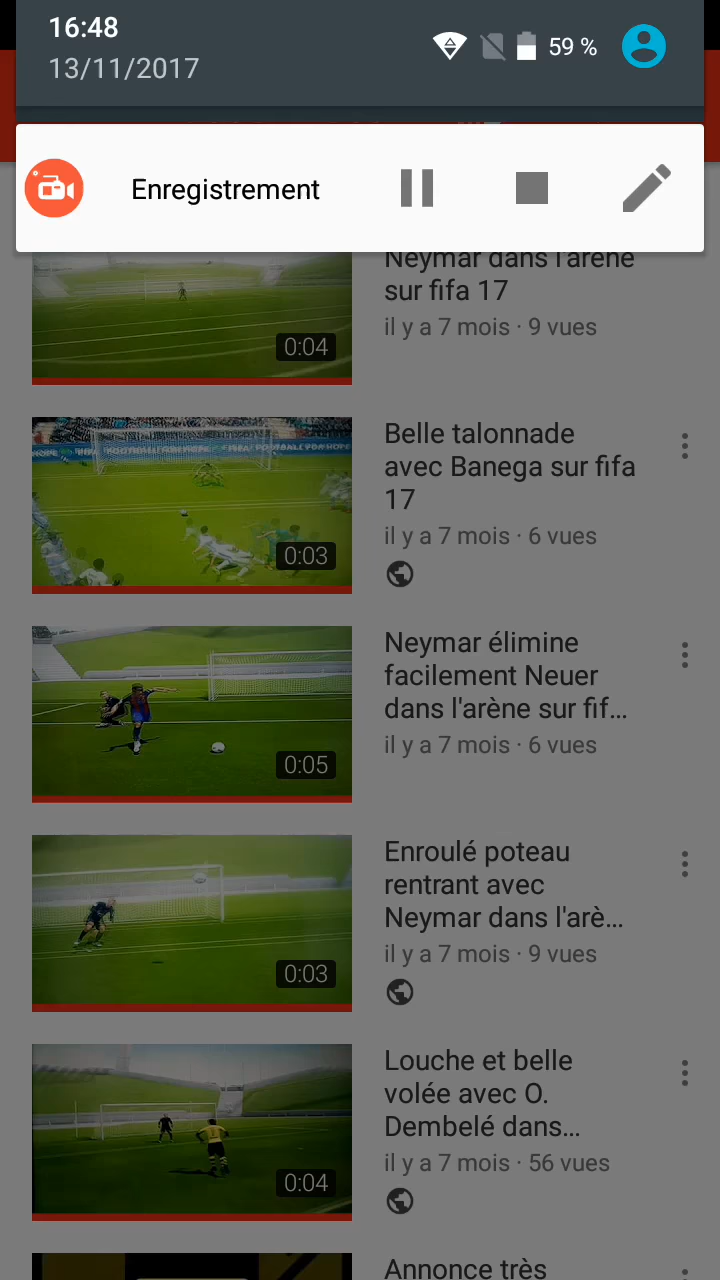 16:48
59 %
13/11/2017
Enregistrement
Neymar dans l'arène
sur fifa 17
il y a 7 mois · 9 vues
0:04
Belle talonnade
avec Banega sur fifa
17
il y a 7 mois · 6 vues
0:03
Neymar élimine
facilement Neuer
dans l'arène sur fif...
il y a 7 mois · 6 vues
0:05
Enroulé poteau
rentrant avec
Neymar dans l'arè...
il y a 7 mois · 9 vues
0:03
Louche et belle
volée avec O.
Dembelé dans...
il y a 7 mois · 56 vues
0:04
Annonce très